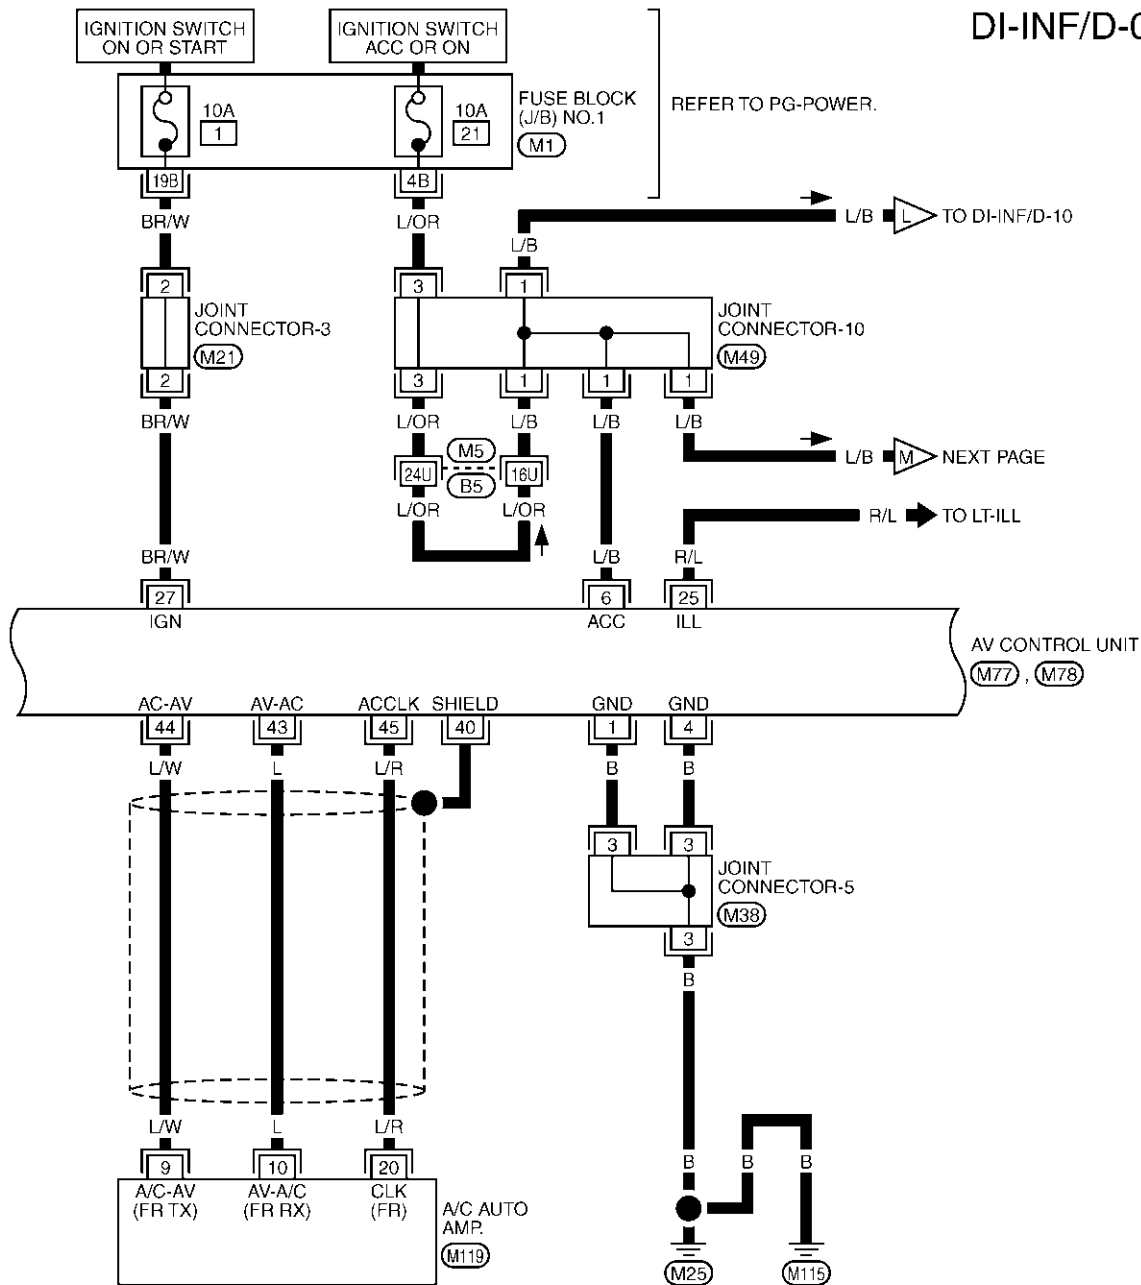 DI-INF/D-0
IGNITION SWITCH
ON OR START
IGNITION SWITCH
ACC OR ON
10A
1
10A
21
FUSE BLOCK
(J/B) NO.1
M1
REFER TO PG-POWER.
19B
4B
BR/W
L/OR
L/B
L/B
L
TO DI-INF/D-10
2
3
1
JOINT
CONNECTOR-3
M21
JOINT
CONNECTOR-10
M49
2
3
1
1
1
BR/W
L/OR
L/B
L/B
L/B
M5
B5
24U
16U
L/B
M
NEXT PAGE
L/OR
L/OR
R/L
TO LT-ILL
BR/W
L/B
R/L
27
6
25
IGN
ACC
ILL
AV CONTROL UNIT
M77 , M78
AC-AV
AV-AC
ACCLK
SHIELD
GND
GND
44
43
45
40
1
4
L/W
L
L/R
B
B
3
3
JOINT
CONNECTOR-5
M38
3
B
L/W
L
L/R
B
B
B
9
10
20
A/C-AV
(FR TX)
AV-A/C
(FR RX)
CLK
(FR)
A/C AUTO
AMP.
M119
M25
M115